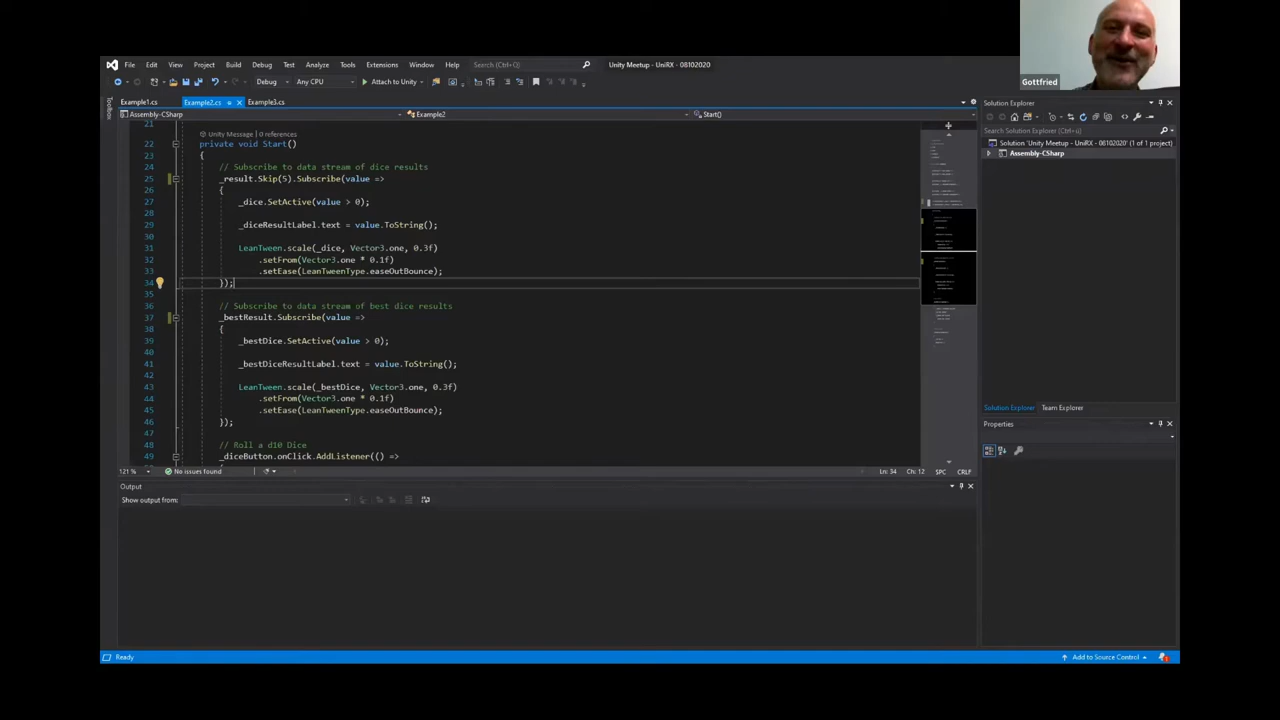 Gottfried
File Edit View Project Build Debug Test Analyze Tools Extensions Window Help Search (Ctrl+Q) Unity Meetup - UniRX - 08102020
Debug Any CPU Attach to Unity
Toolbox
Example1.cs Example2.cs Example3.cs
Assembly-CSharp Example2 Start()
21
Unity Message | 0 references
22 private void Start()
23 {
24 // Subscribe to data stream of dice results
25 _result.Skip(5).Subscribe(value =>
26 {
27 _dice.SetActive(value > 0);
28
29 _diceResultLabel.text = value.ToString();
30
31 LeanTween.scale(_dice, Vector3.one, 0.3f)
32 .setFrom(Vector3.one * 0.1f)
33 .setEase(LeanTweenType.easeOutBounce);
34 });
35
36 // Subscribe to data stream of best dice results
37 _bestResult.Subscribe(value =>
38 {
39 _bestDice.SetActive(value > 0);
40
41 _bestDiceResultLabel.text = value.ToString();
42
43 LeanTween.scale(_bestDice, Vector3.one, 0.3f)
44 .setFrom(Vector3.one * 0.1f)
45 .setEase(LeanTweenType.easeOutBounce);
46 });
47
48 // Roll a d10 Dice
49 _diceButton.onClick.AddListener(() =>
121 % No issues found Ln: 34 Ch: 12 SPC CRLF
Output
Show output from:
Solution Explorer
Search Solution Explorer (Ctrl+ü)
Solution 'Unity Meetup - UniRX - 08102020' (1 of 1 project)
Assembly-CSharp
Solution Explorer Team Explorer
Properties
Ready Add to Source Control